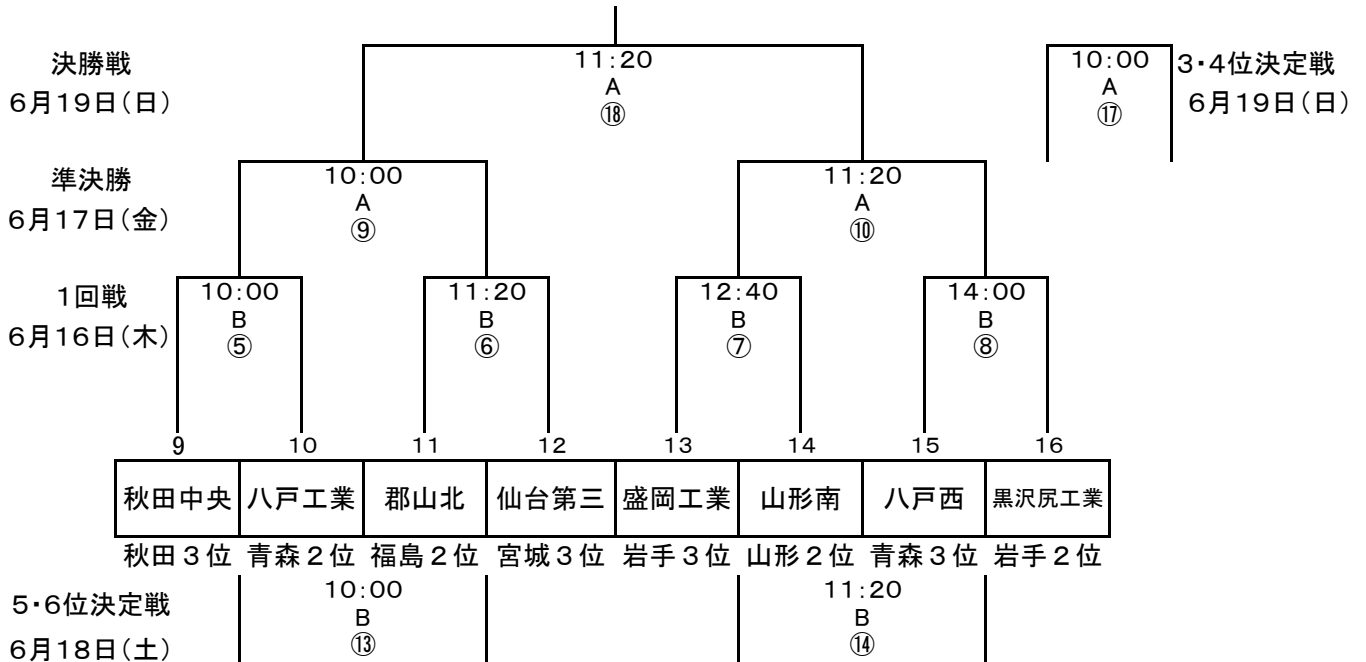 決勝戦
6月19日(日)
11:20
A
⑱
10:00
A
⑰
3・4位決定戦
6月19日(日)
準決勝
6月17日(金)
10:00
A
⑨
11:20
A
⑩
1回戦
6月16日(木)
10:00
B
⑤
11:20
B
⑥
12:40
B
⑦
14:00
B
⑧
9 10 11 12 13 14 15 16
秋田中央 八戸工業 郡山北 仙台第三 盛岡工業 山形南 八戸西 黒沢尻工業
秋田3位 青森2位 福島2位 宮城3位 岩手3位 山形2位 青森3位 岩手2位
5・6位決定戦
6月18日(土)
10:00
B
⑬
11:20
B
⑭